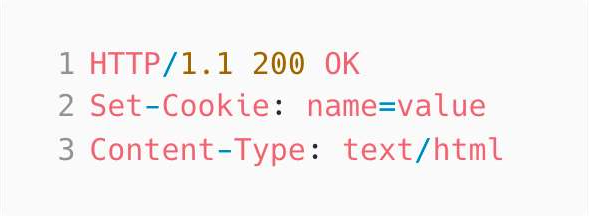 1 HTTP/1.1 200 OK
2 Set-Cookie: name=value
3 Content-Type: text/html